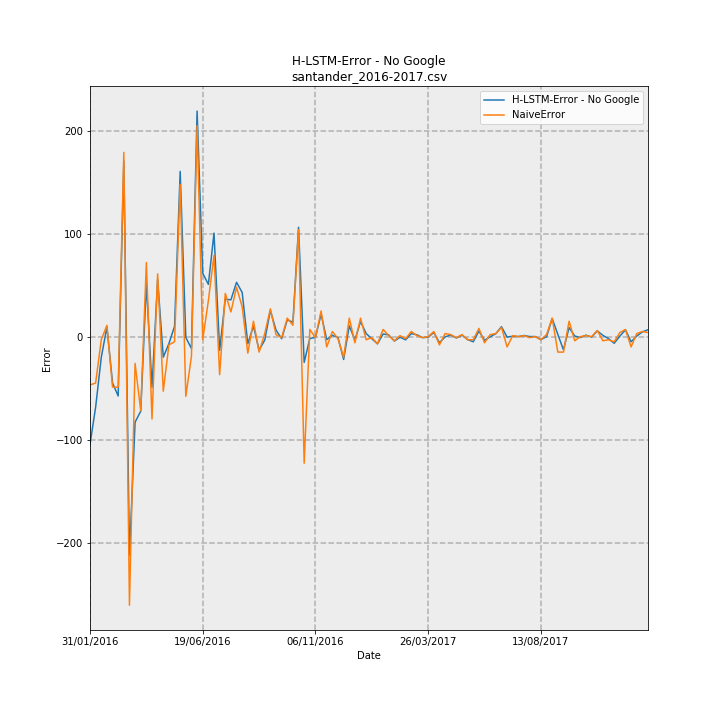 H-LSTM-Error - No Google
santander_2016-2017.csv
H-LSTM-Error - No Google
NaiveError
200
100
0
−100
−200
Error
31/01/2016 19/06/2016 06/11/2016 26/03/2017 13/08/2017
Date